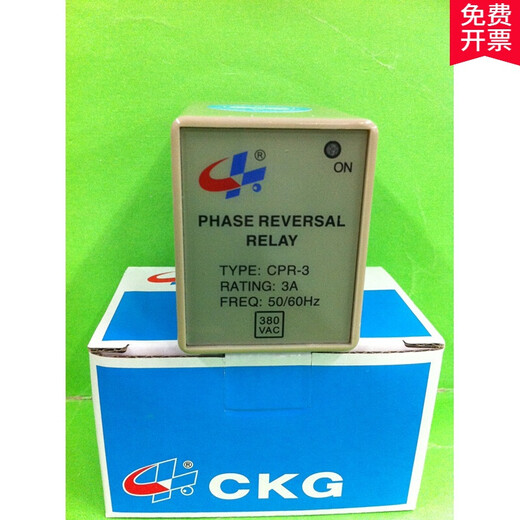 免费
开票
®
ON
PHASE REVERSAL
RELAY
TYPE: CPR-3
RATING: 3A
FREQ: 50/60Hz
380
VAC
® CKG